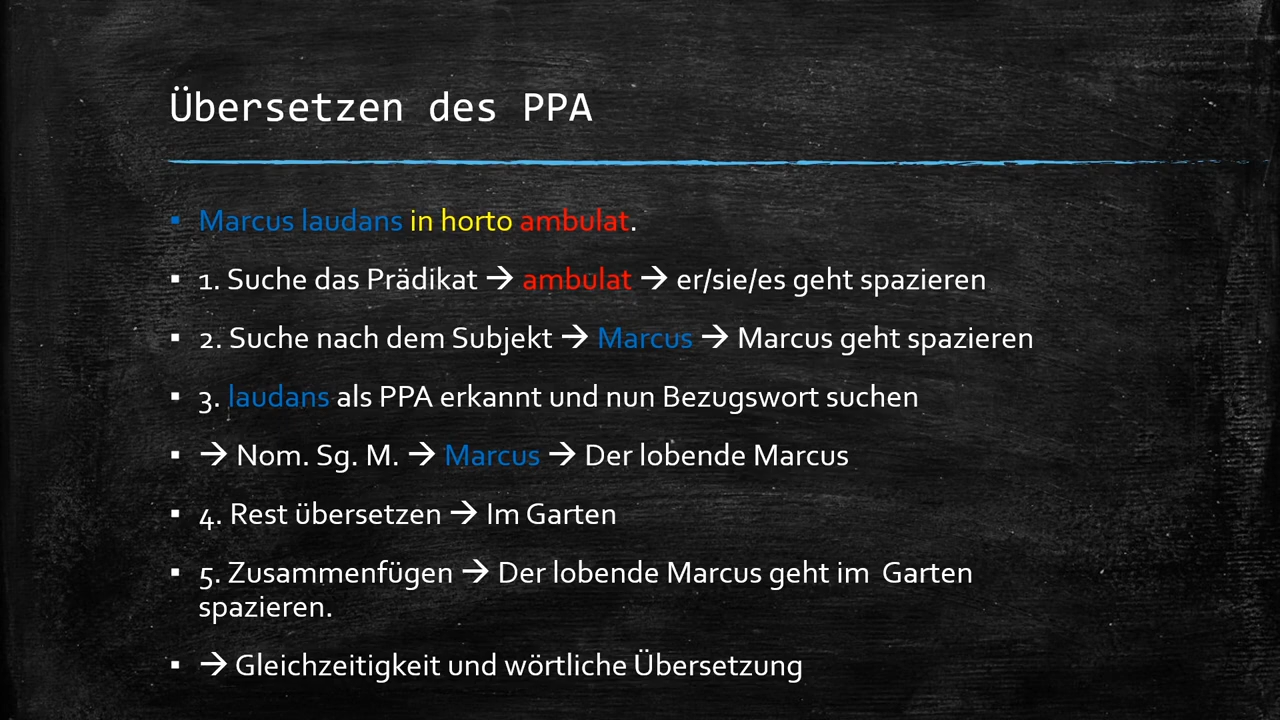 Übersetzen des PPA
▪ Marcus laudans in horto ambulat.
▪ 1. Suche das Prädikat → ambulat → er/sie/es geht spazieren
▪ 2. Suche nach dem Subjekt → Marcus → Marcus geht spazieren
▪ 3. laudans als PPA erkannt und nun Bezugswort suchen
▪ → Nom. Sg. M. → Marcus → Der lobende Marcus
▪ 4. Rest übersetzen → Im Garten
▪ 5. Zusammenfügen → Der lobende Marcus geht im  Garten
spazieren.
▪ → Gleichzeitigkeit und wörtliche Übersetzung